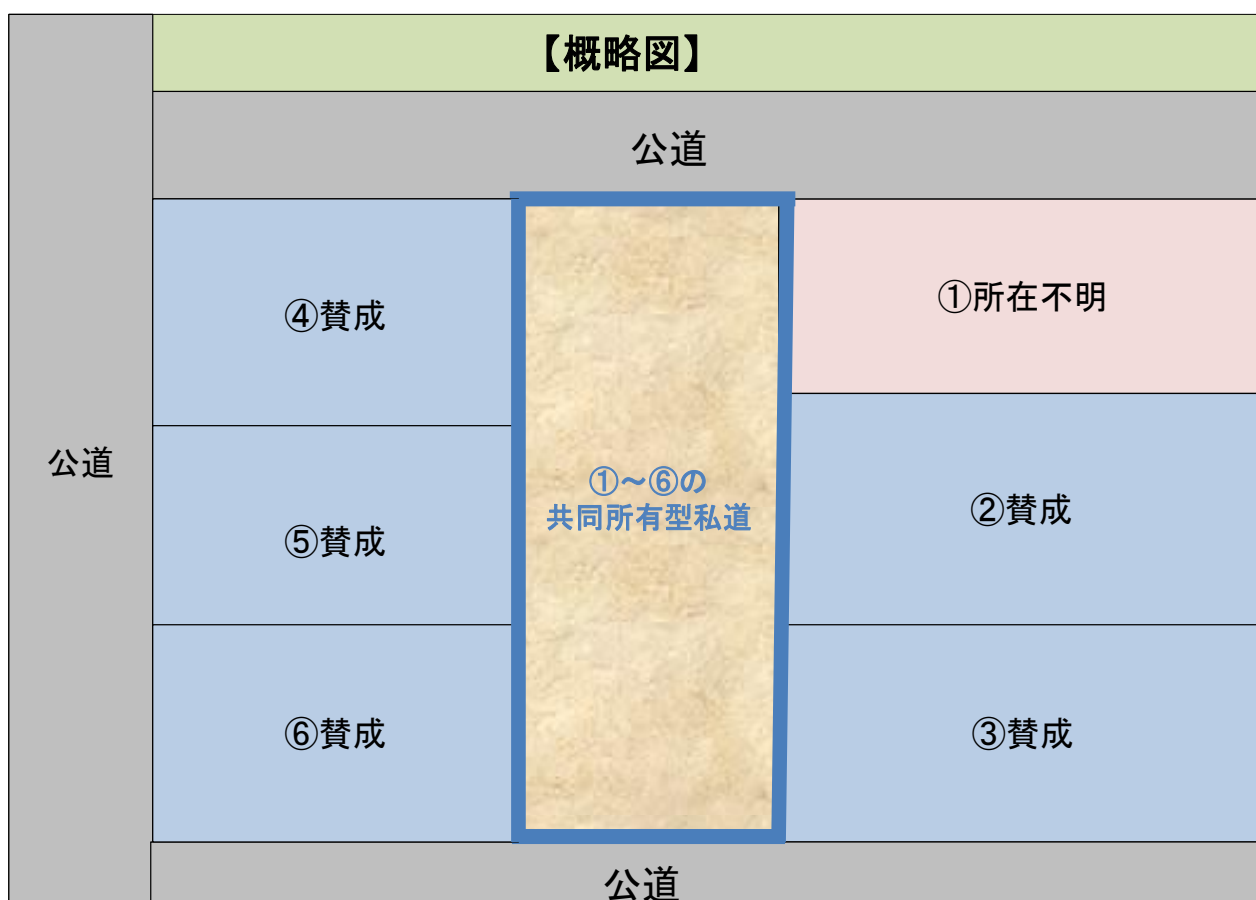 【概略図】
公道
公道
④賛成
①所在不明
⑤賛成
①～⑥の
共同所有型私道
②賛成
⑥賛成
③賛成
公道